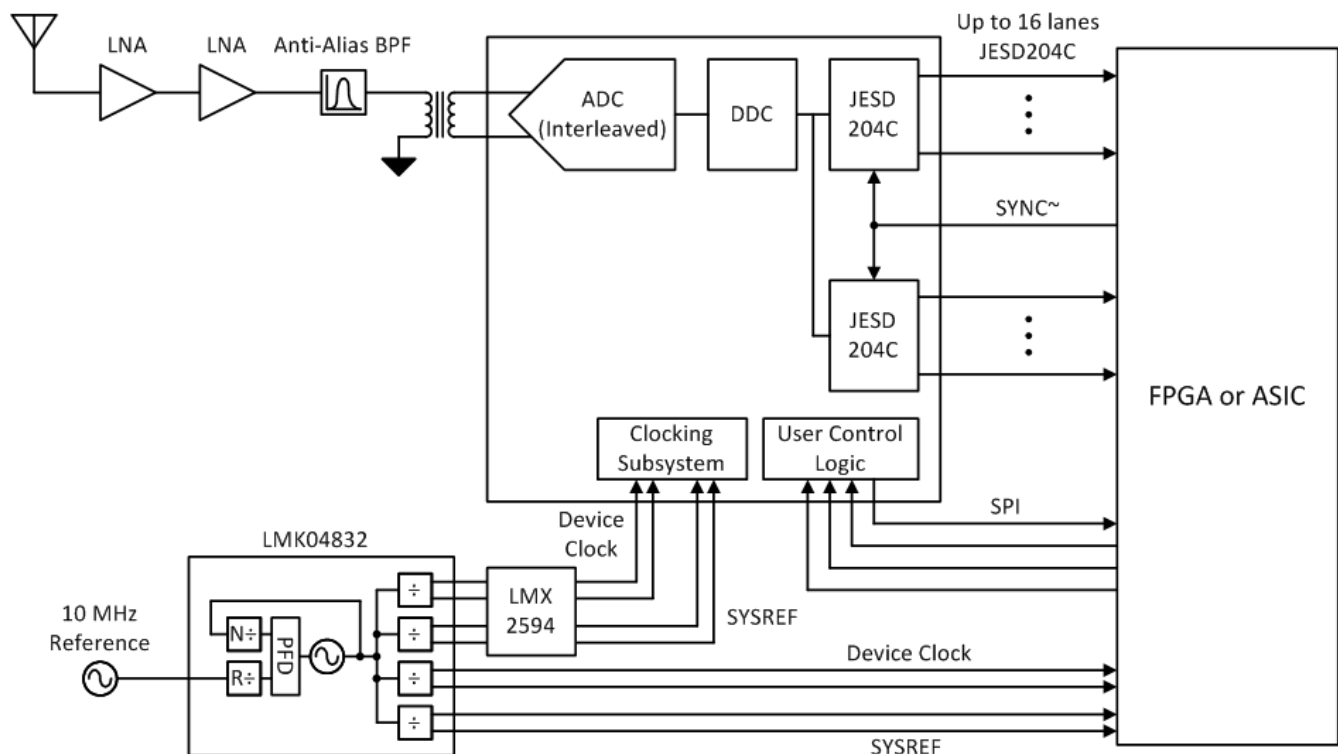 LNA
LNA
Anti-Alias BPF
Up to 16 lanes
JESD204C
ADC
(Interleaved)
DDC
JESD
204C
SYNC~
JESD
204C
FPGA or ASIC
Clocking
Subsystem
User Control
Logic
SPI
Device
Clock
LMK04832
÷
LMX
2594
SYSREF
10 MHz
Reference
N÷
PFD
R÷
÷
÷
÷
Device Clock
SYSREF